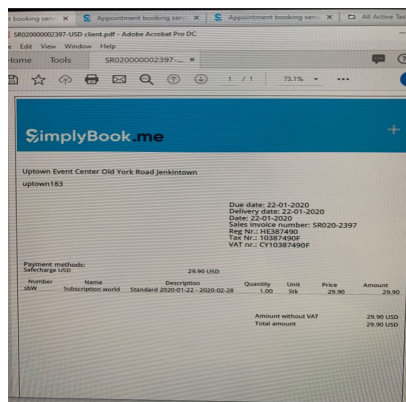 booking serv × Appointment booking serv × Appointment booking serv × All Active Tas
SR020000002397-USD client.pdf - Adobe Acrobat Pro DC
e Edit View Window Help
Home Tools SR020000002397-... ×
1 / 1 73.1%
SimplyBook.me
Uptown Event Center Old York Road Jenkintown
uptown183
Due date: 22-01-2020
Delivery date: 22-01-2020
Date: 22-01-2020
Sales invoice number: SR020-2397
Reg Nr.: HE387490
Tax Nr.: 10387490F
VAT nr.: CY10387490F
Payment methods:
Safecharge USD 29.90 USD
Number Name Description Quantity Unit Price Amount
sbW Subscription world Standard 2020-01-22 - 2020-02-28 1.00 Stk 29.90 29.90
Amount without VAT 29.90 USD
Total amount 29.90 USD